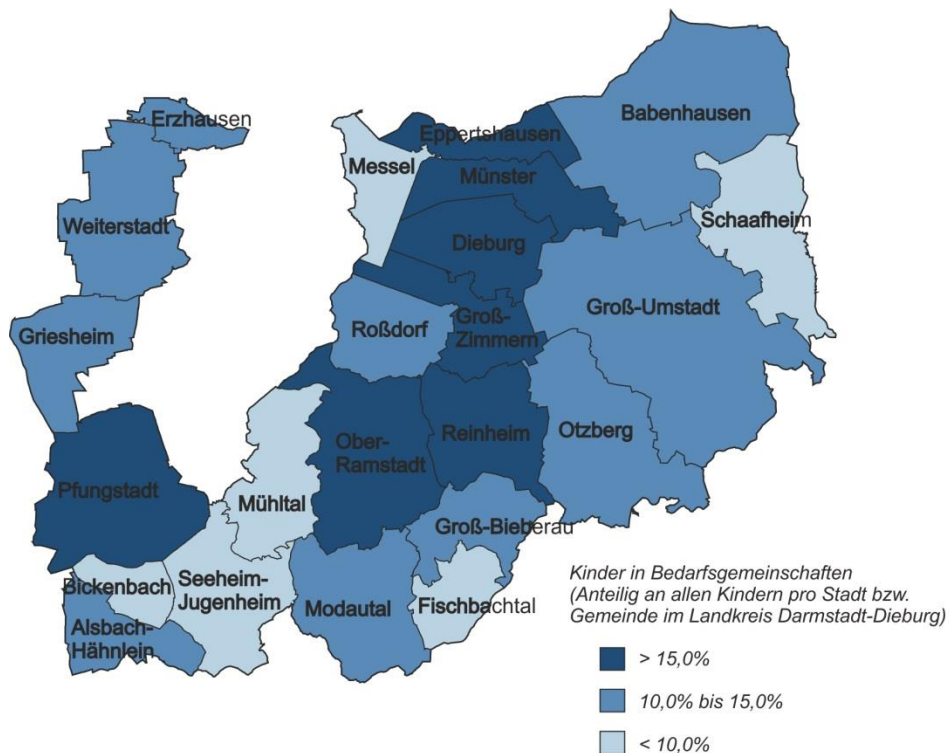 Erzhausen
Babenhausen
Eppertshausen
Messel
Münster
Schaafheim
Weiterstadt
Dieburg
Groß-Umstadt
Groß-
Zimmern
Roßdorf
Griesheim
Otzberg
Reinheim
Ober-
Ramstadt
Pfungstadt
Mühltal
Groß-Bieberau
Bickenbach
Seeheim-
Jugenheim
Modautal
Fischbachtal
Alsbach-
Hähnlein
Kinder in Bedarfsgemeinschaften
(Anteilig an allen Kindern pro Stadt bzw.
Gemeinde im Landkreis Darmstadt-Dieburg)
> 15,0%
10,0% bis 15,0%
< 10,0%